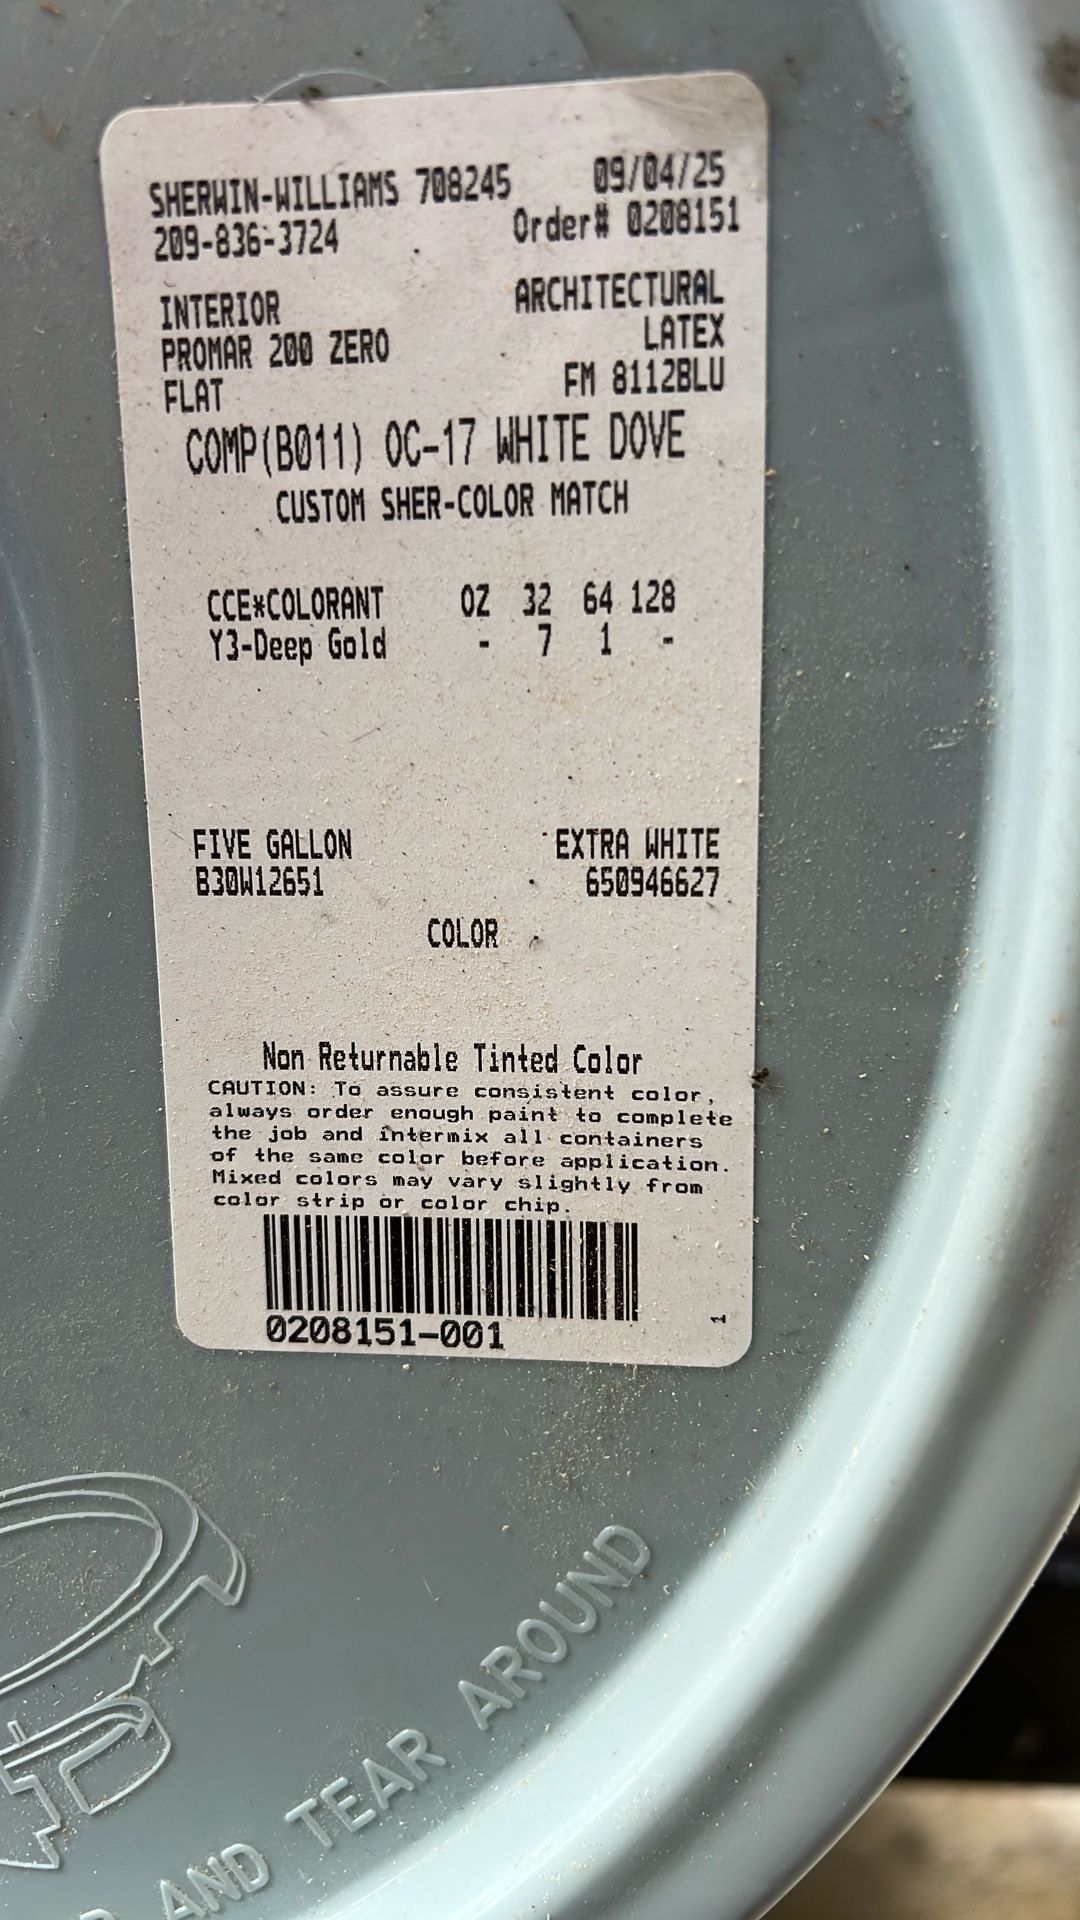 SHERWIN-WILLIAMS 708245 09/04/25
209-836-3724 Order# 0208151
INTERIOR ARCHITECTURAL
PROMAR 200 ZERO LATEX
FLAT FM 8112BLU
COMP(B011) OC-17 WHITE DOVE
CUSTOM SHER-COLOR MATCH
CCE*COLORANT OZ 32 64 128
Y3-Deep Gold - 7 1 -
FIVE GALLON EXTRA WHITE
B30W12651 650946627
COLOR
Non Returnable Tinted Color
CAUTION: To assure consistent color,
always order enough paint to complete
the job and intermix all containers
of the same color before application.
Mixed colors may vary slightly from
color strip or color chip.
0208151-001 1
AND TEAR AROUND